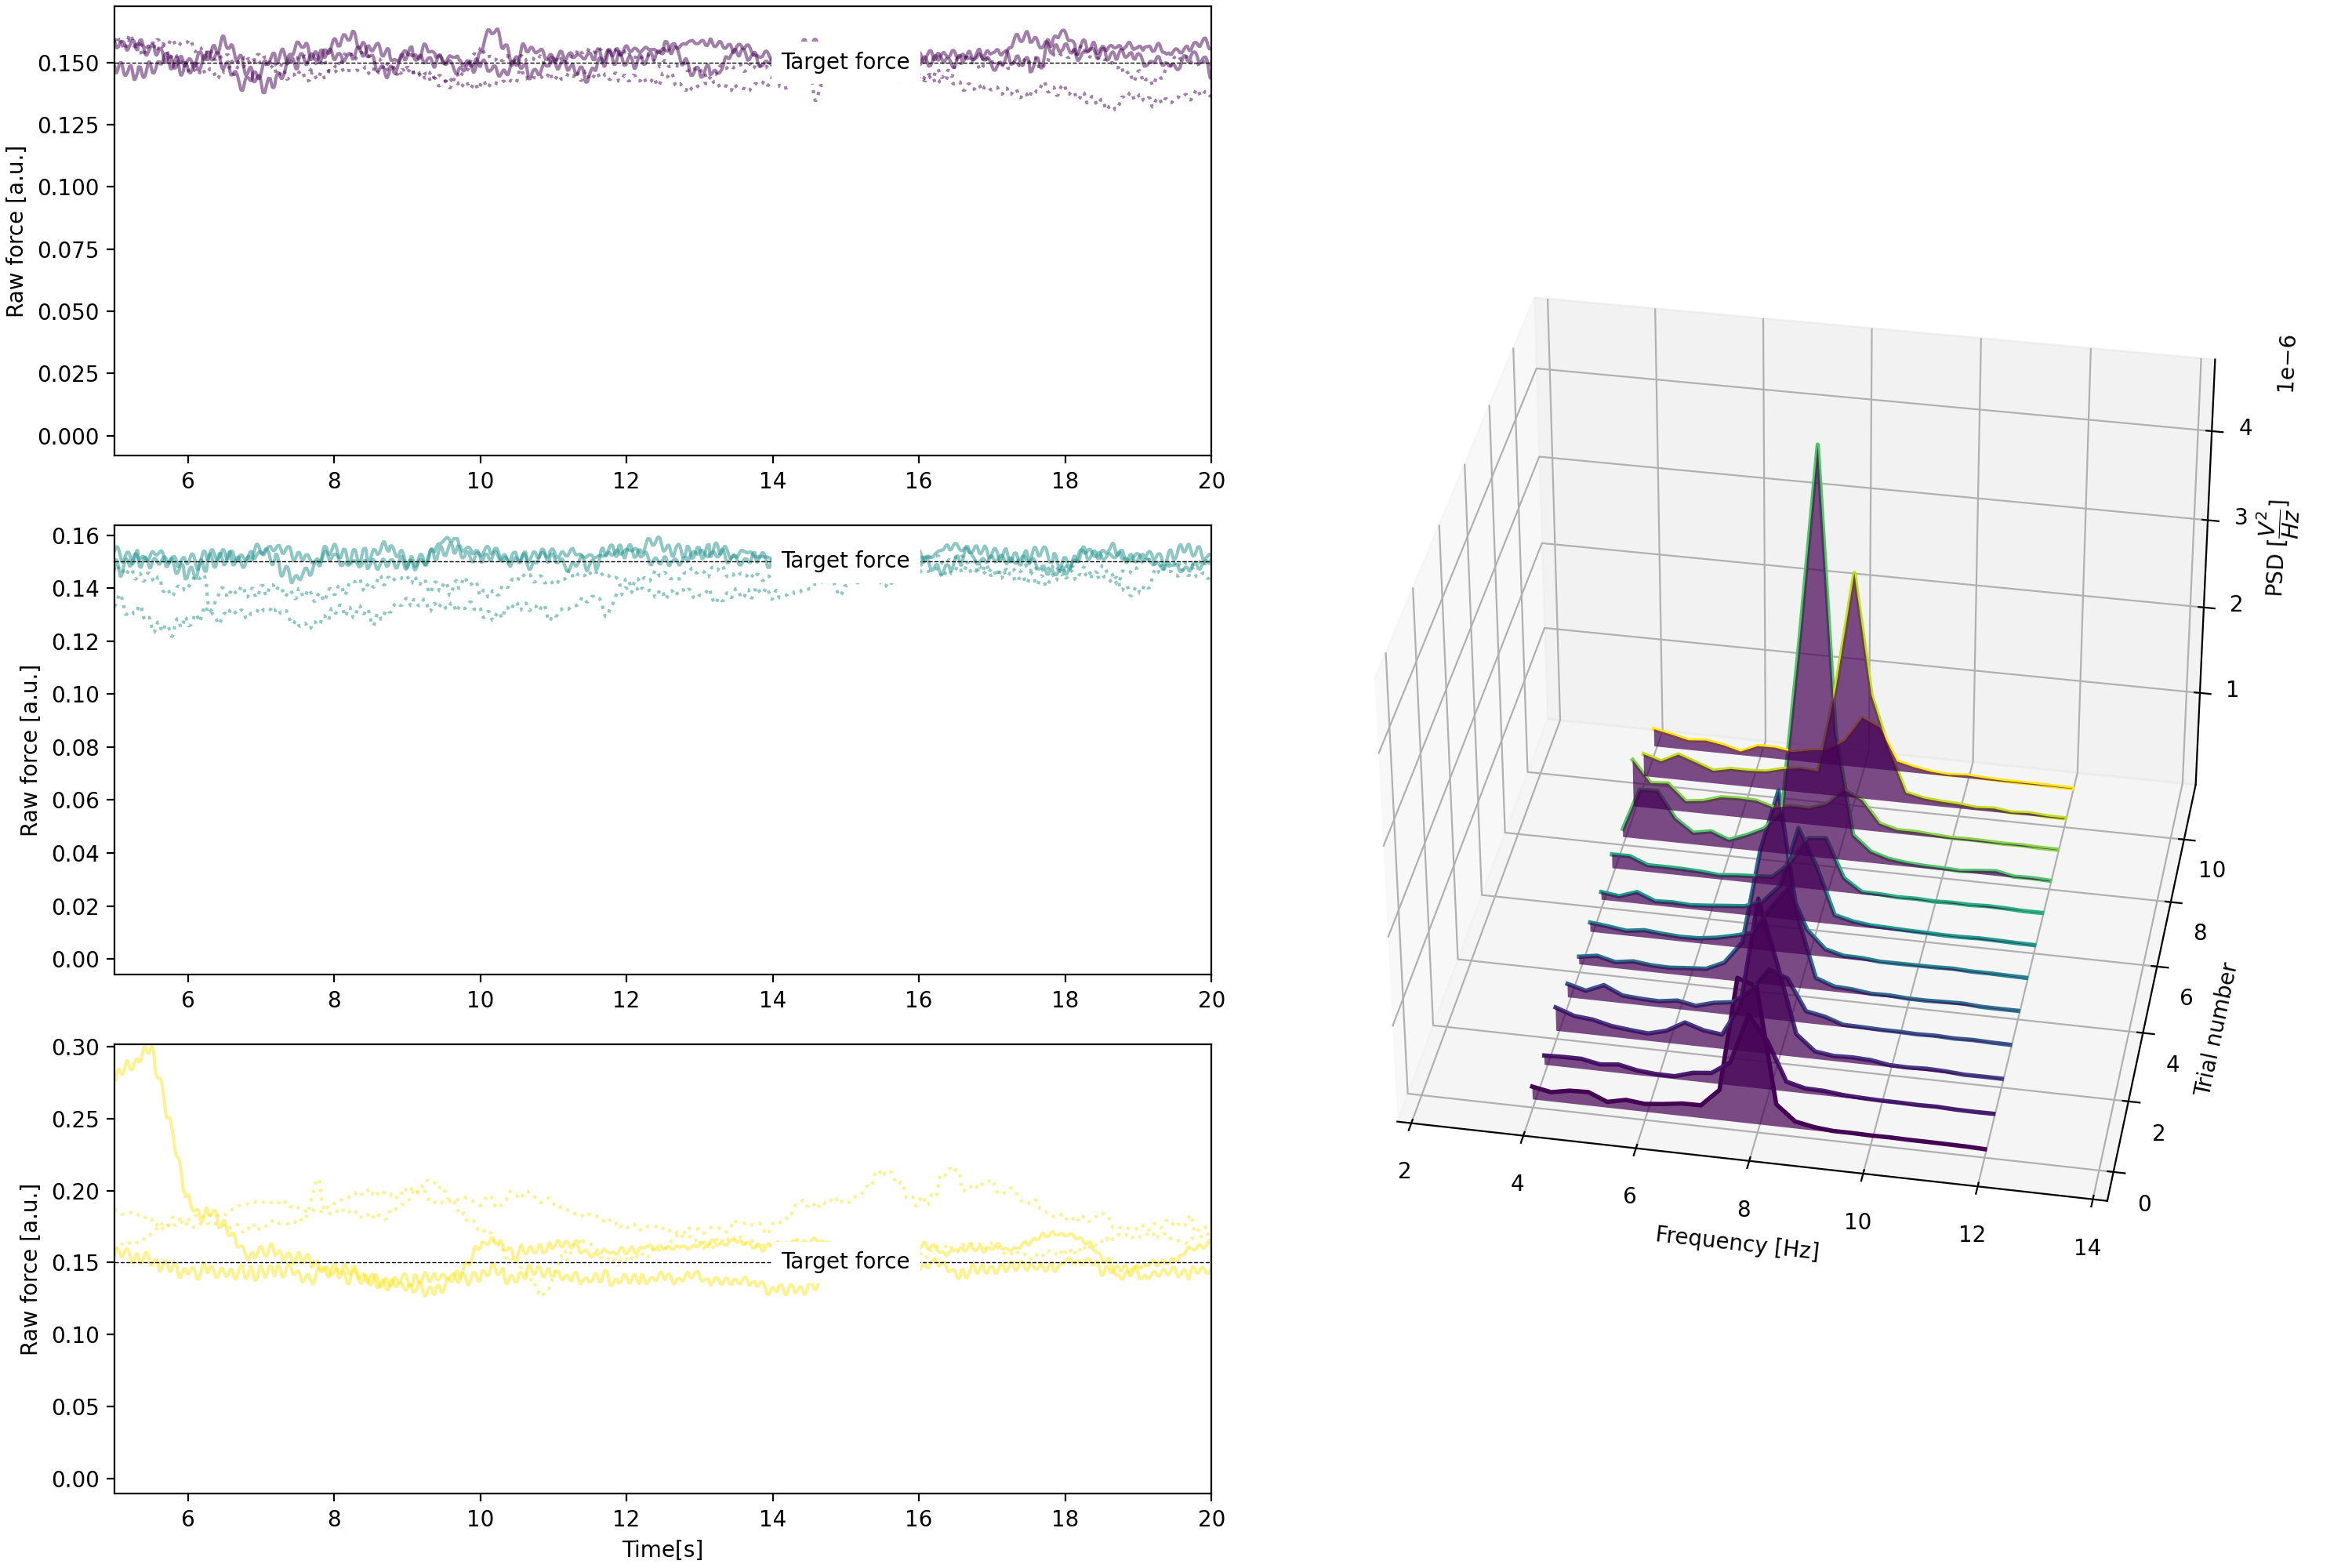 Raw force [a.u.]
0.150
0.125
0.100
0.075
0.050
0.025
0.000
Target force
6 8 10 12 14 16 18 20
Raw force [a.u.]
0.16
0.14
0.12
0.10
0.08
0.06
0.04
0.02
0.00
Target force
6 8 10 12 14 16 18 20
Raw force [a.u.]
0.30
0.25
0.20
0.15
0.10
0.05
0.00
Target force
6 8 10 12 14 16 18 20
Time[s]
1e−6
4
3
2
1
PSD [V²/Hz]
10
8
6
4
2
0
Trial number
2 4 6 8 10 12 14
Frequency [Hz]